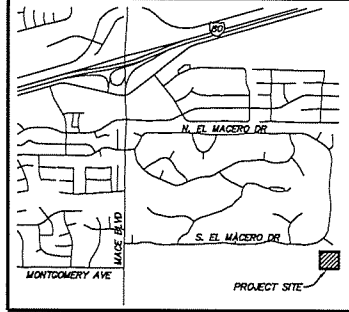 80
N. EL MACERO DR
MACE BLVD
S. EL MACERO DR
MONTGOMERY AVE
PROJECT SITE